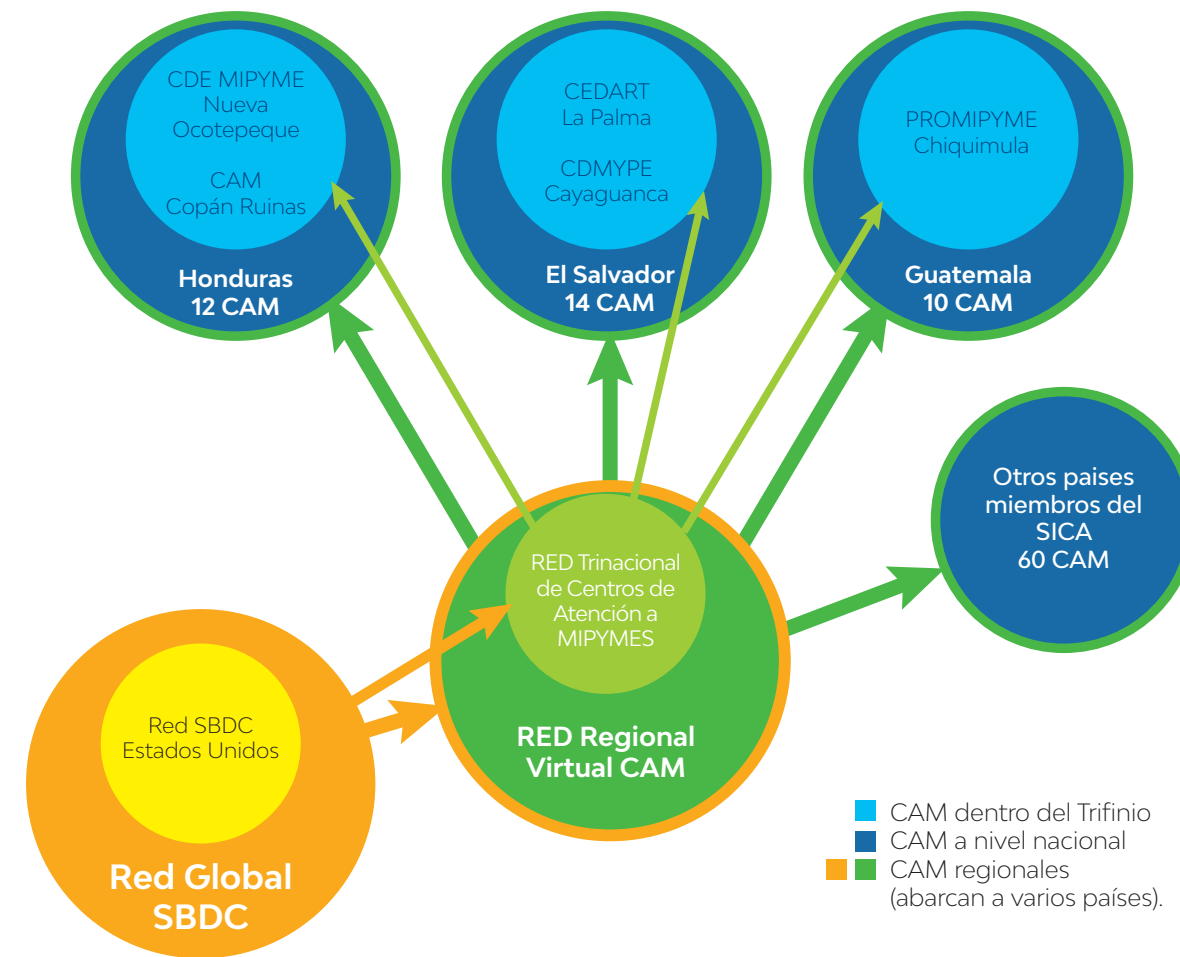 CDE MIPYME
Nueva
Ocotepeque
CAM
Copán Ruinas
Honduras
12 CAM
CEDART
La Palma
CDMYPE
Cayaguanca
El Salvador
14 CAM
PROMIPYME
Chiquimula
Guatemala
10 CAM
Otros paises
miembros del
SICA
60 CAM
RED Trinacional
de Centros de
Atención a
MIPYMES
RED Regional
Virtual CAM
Red SBDC
Estados Unidos
Red Global
SBDC
CAM dentro del Trifinio
CAM a nivel nacional
CAM regionales
(abarcan a varios países).